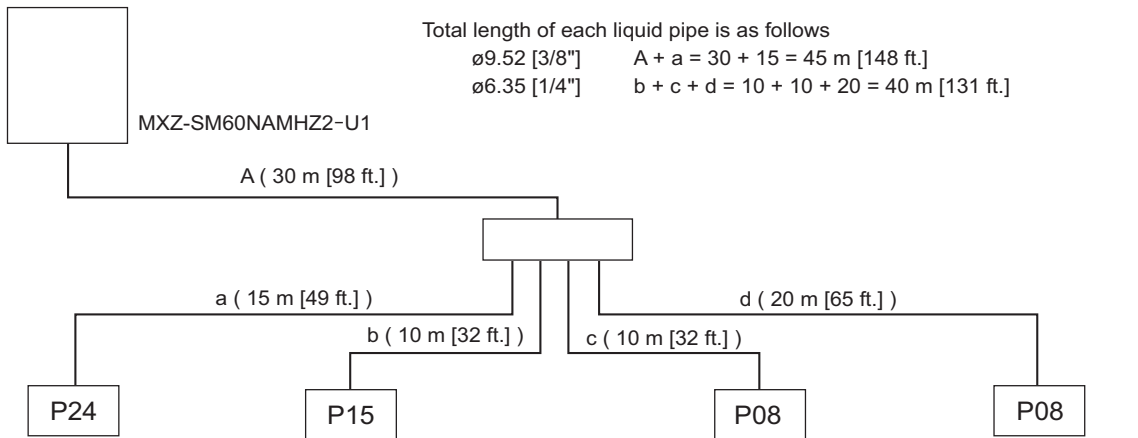 Total length of each liquid pipe is as follows
ø9.52 [3/8"] A + a = 30 + 15 = 45 m [148 ft.]
ø6.35 [1/4"] b + c + d = 10 + 10 + 20 = 40 m [131 ft.]
MXZ-SM60NAMHZ2-U1
A ( 30 m [98 ft.] )
a ( 15 m [49 ft.] )
d ( 20 m [65 ft.] )
b ( 10 m [32 ft.] )
c ( 10 m [32 ft.] )
P24
P15
P08
P08